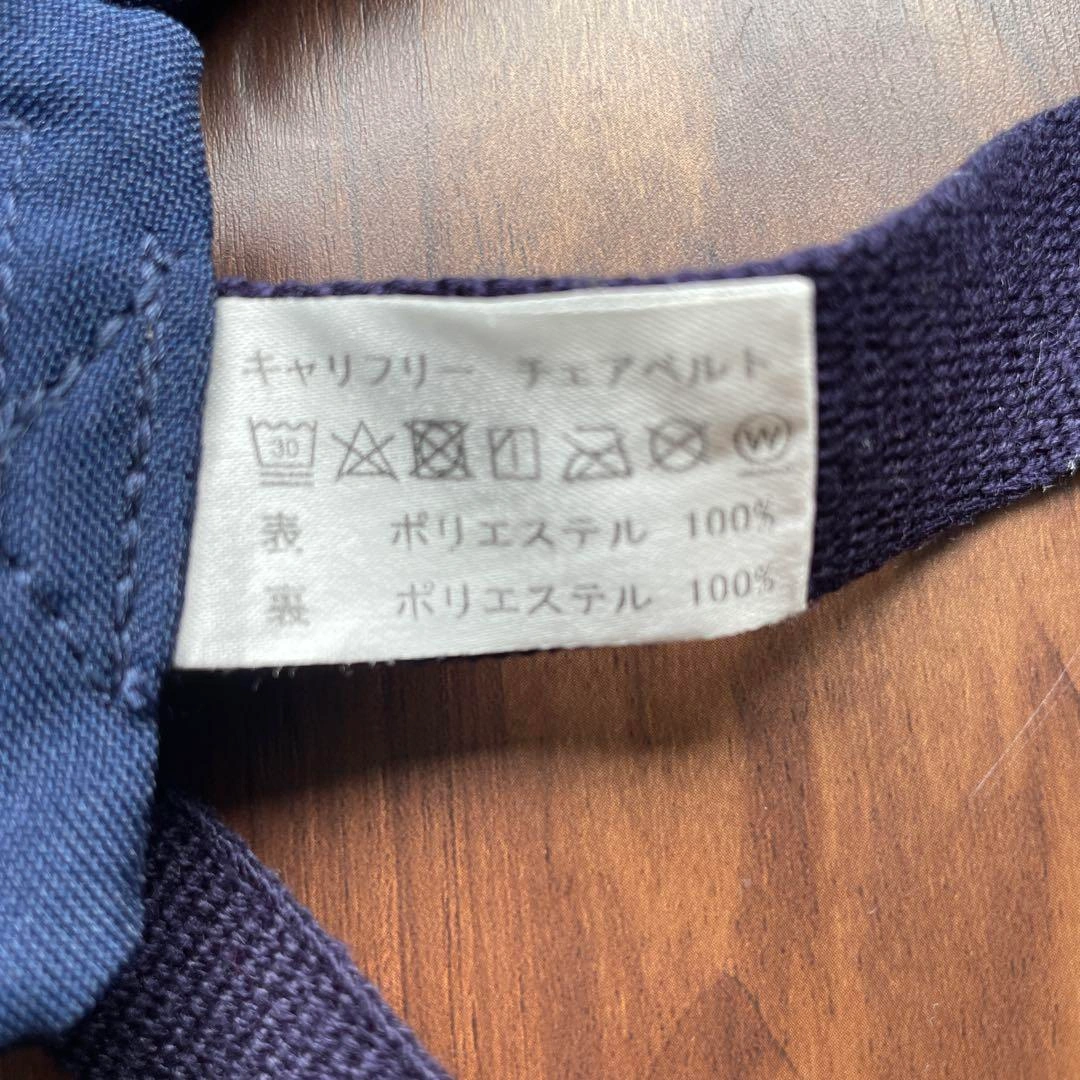 キャリフリー チェアベルト
30 W
表 ポリエステル 100%
裏 ポリエステル 100%